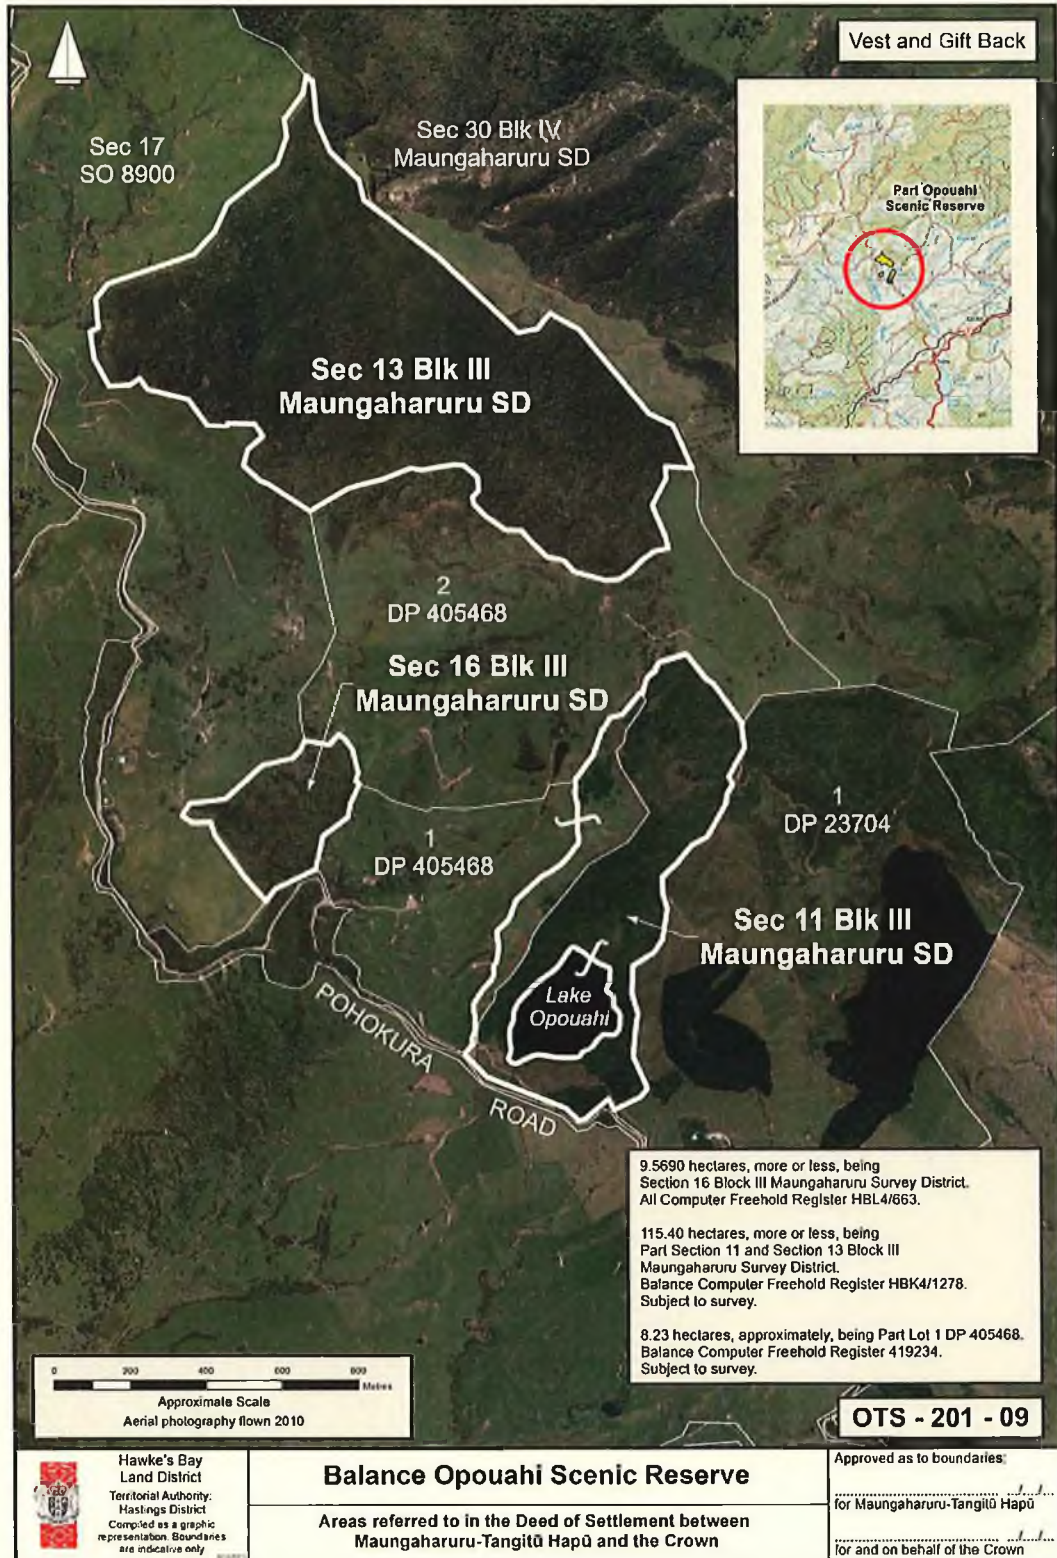 Vest and Gift Back
Sec 17
SO 8900
Sec 30 Blk IV
Maungaharuru SD
Part Opouahi
Scenic Reserve
Sec 13 Blk III
Maungaharuru SD
2
DP 405468
Sec 16 Blk III
Maungaharuru SD
1
DP 405468
1
DP 23704
Sec 11 Blk III
Maungaharuru SD
Lake
Opouahi
POHOKURA
ROAD
9.5690 hectares, more or less, being
Section 16 Block III Maungaharuru Survey District.
All Computer Freehold Register HBL4/663.
115.40 hectares, more or less, being
Part Section 11 and Section 13 Block III
Maungaharuru Survey District.
Balance Computer Freehold Register HBK4/1278.
Subject to survey.
8.23 hectares, approximately, being Part Lot 1 DP 405468.
Balance Computer Freehold Register 419234.
Subject to survey.
0 200 400 600 800
Metres
Approximate Scale
Aerial photography flown 2010
OTS - 201 - 09
Hawke's Bay
Land District
Territorial Authority:
Hastings District
Compiled as a graphic
representation. Boundaries
are indicative only
Balance Opouahi Scenic Reserve
Areas referred to in the Deed of Settlement between
Maungaharuru-Tangitū Hapū and the Crown
Approved as to boundaries:
.................................... ./../..
for Maungaharuru-Tangitū Hapū
.................................... ./../..
for and on behalf of the Crown